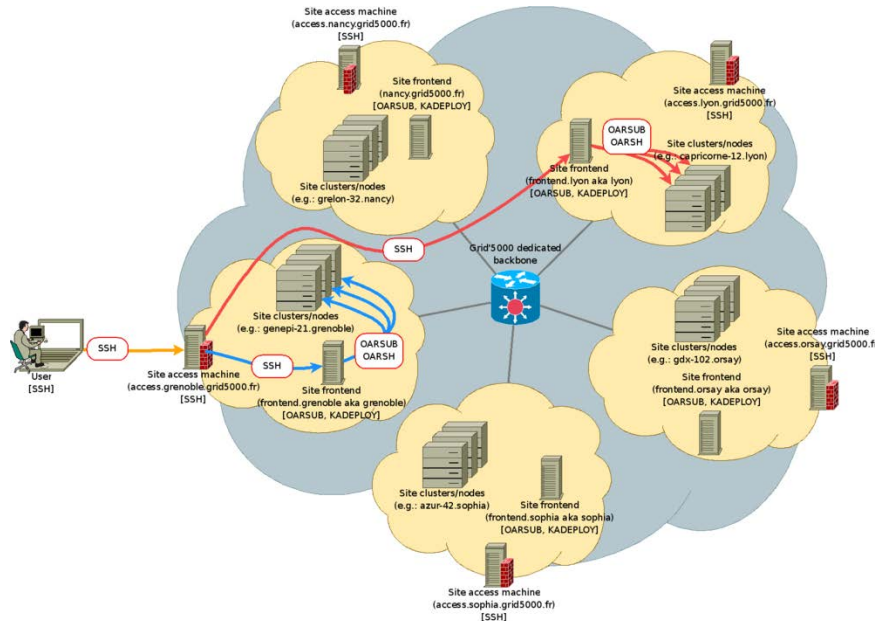 Site access machine
(access.nancy.grid5000.fr)
[SSH]
Site frontend
(nancy.grid5000.fr)
[OARSUB, KADEPLOY]
Site clusters/nodes
(e.g.: grelon-32.nancy)
Site access machine
(access.lyon.grid5000.fr)
[SSH]
OARSUB
OARSH
Site clusters/nodes
(e.g.: capricorne-12.lyon)
Site frontend
(frontend.lyon aka lyon)
[OARSUB, KADEPLOY]
SSH
Grid'5000 dedicated
backbone
Site clusters/nodes
(e.g.: genepi-21.grenoble)
OARSUB
OARSH
SSH
User
[SSH]
Site access machine
(access.grenoble.grid5000.fr)
[SSH]
SSH
Site frontend
(frontend.grenoble aka grenoble)
[OARSUB, KADEPLOY]
Site clusters/nodes
(e.g.: gdx-102.orsay)
Site access machine
(access.orsay.grid5000.fr)
[SSH]
Site frontend
(frontend.orsay aka orsay)
[OARSUB, KADEPLOY]
Site clusters/nodes
(e.g.: azur-42.sophia)
Site frontend
(frontend.sophia aka sophia)
[OARSUB, KADEPLOY]
Site access machine
(access.sophia.grid5000.fr)
[SSH]